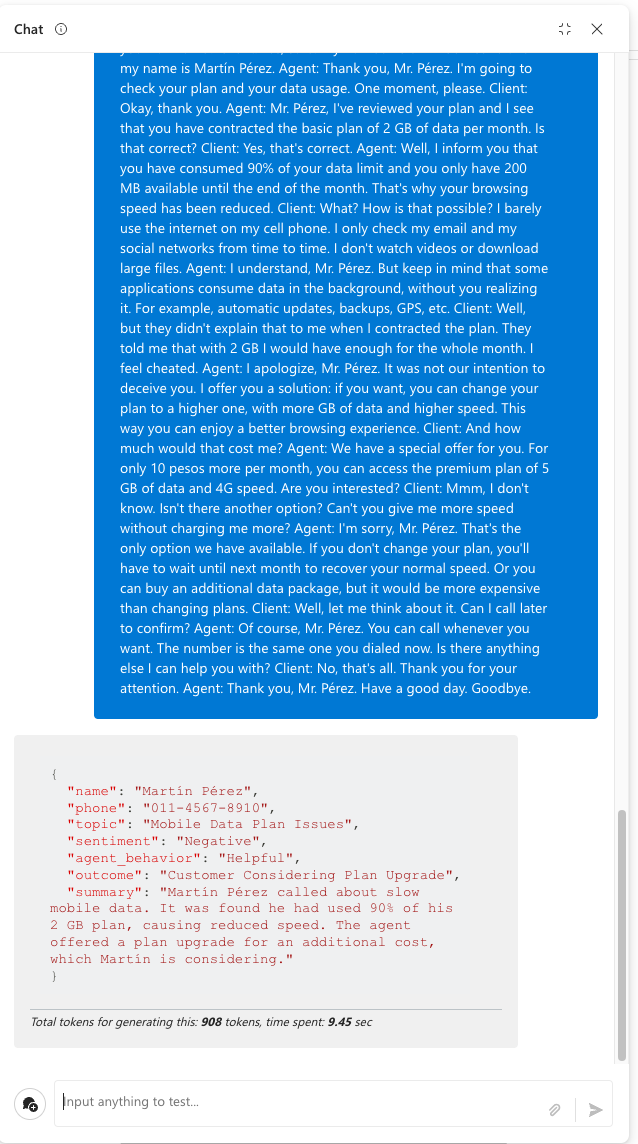 Chat
my name is Martín Pérez. Agent: Thank you, Mr. Pérez. I'm going to
check your plan and your data usage. One moment, please. Client:
Okay, thank you. Agent: Mr. Pérez, I've reviewed your plan and I see
that you have contracted the basic plan of 2 GB of data per month. Is
that correct? Client: Yes, that's correct. Agent: Well, I inform you that
you have consumed 90% of your data limit and you only have 200
MB available until the end of the month. That's why your browsing
speed has been reduced. Client: What? How is that possible? I barely
use the internet on my cell phone. I only check my email and my
social networks from time to time. I don't watch videos or download
large files. Agent: I understand, Mr. Pérez. But keep in mind that some
applications consume data in the background, without you realizing
it. For example, automatic updates, backups, GPS, etc. Client: Well,
but they didn't explain that to me when I contracted the plan. They
told me that with 2 GB I would have enough for the whole month. I
feel cheated. Agent: I apologize, Mr. Pérez. It was not our intention to
deceive you. I offer you a solution: if you want, you can change your
plan to a higher one, with more GB of data and higher speed. This
way you can enjoy a better browsing experience. Client: And how
much would that cost me? Agent: We have a special offer for you. For
only 10 pesos more per month, you can access the premium plan of 5
GB of data and 4G speed. Are you interested? Client: Mmm, I don't
know. Isn't there another option? Can't you give me more speed
without charging me more? Agent: I'm sorry, Mr. Pérez. That's the
only option we have available. If you don't change your plan, you'll
have to wait until next month to recover your normal speed. Or you
can buy an additional data package, but it would be more expensive
than changing plans. Client: Well, let me think about it. Can I call later
to confirm? Agent: Of course, Mr. Pérez. You can call whenever you
want. The number is the same one you dialed now. Is there anything
else I can help you with? Client: No, that's all. Thank you for your
attention. Agent: Thank you, Mr. Pérez. Have a good day. Goodbye.
{
"name": "Martín Pérez",
"phone": "011-4567-8910",
"topic": "Mobile Data Plan Issues",
"sentiment": "Negative",
"agent_behavior": "Helpful",
"outcome": "Customer Considering Plan Upgrade",
"summary": "Martín Pérez called about slow
mobile data. It was found he had used 90% of his
2 GB plan, causing reduced speed. The agent
offered a plan upgrade for an additional cost,
which Martín is considering."
}
Total tokens for generating this: 908 tokens, time spent: 9.45 sec
Input anything to test...